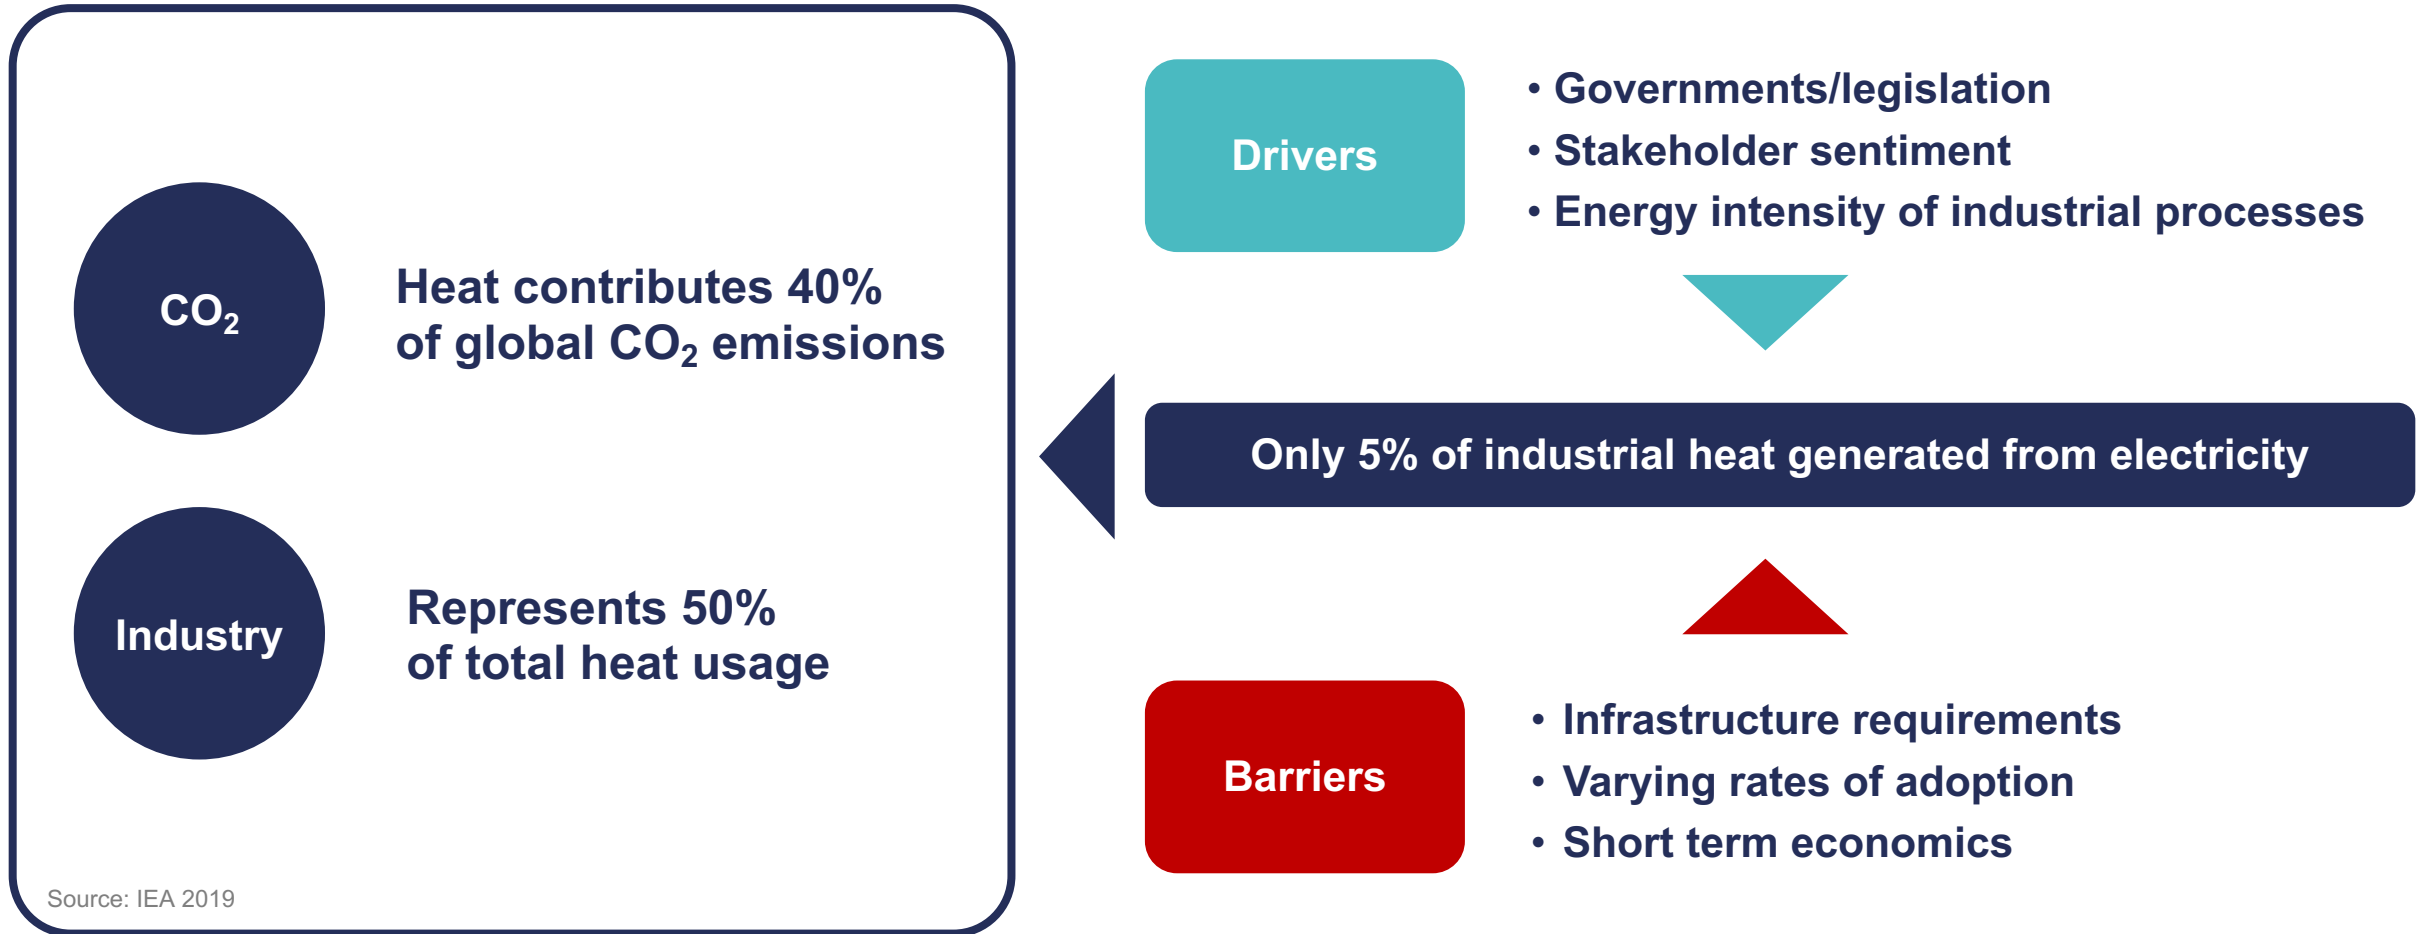 CO₂
Heat contributes 40%
of global CO₂ emissions
Industry
Represents 50%
of total heat usage
Source: IEA 2019
Drivers
• Governments/legislation
• Stakeholder sentiment
• Energy intensity of industrial processes
Only 5% of industrial heat generated from electricity
Barriers
• Infrastructure requirements
• Varying rates of adoption
• Short term economics